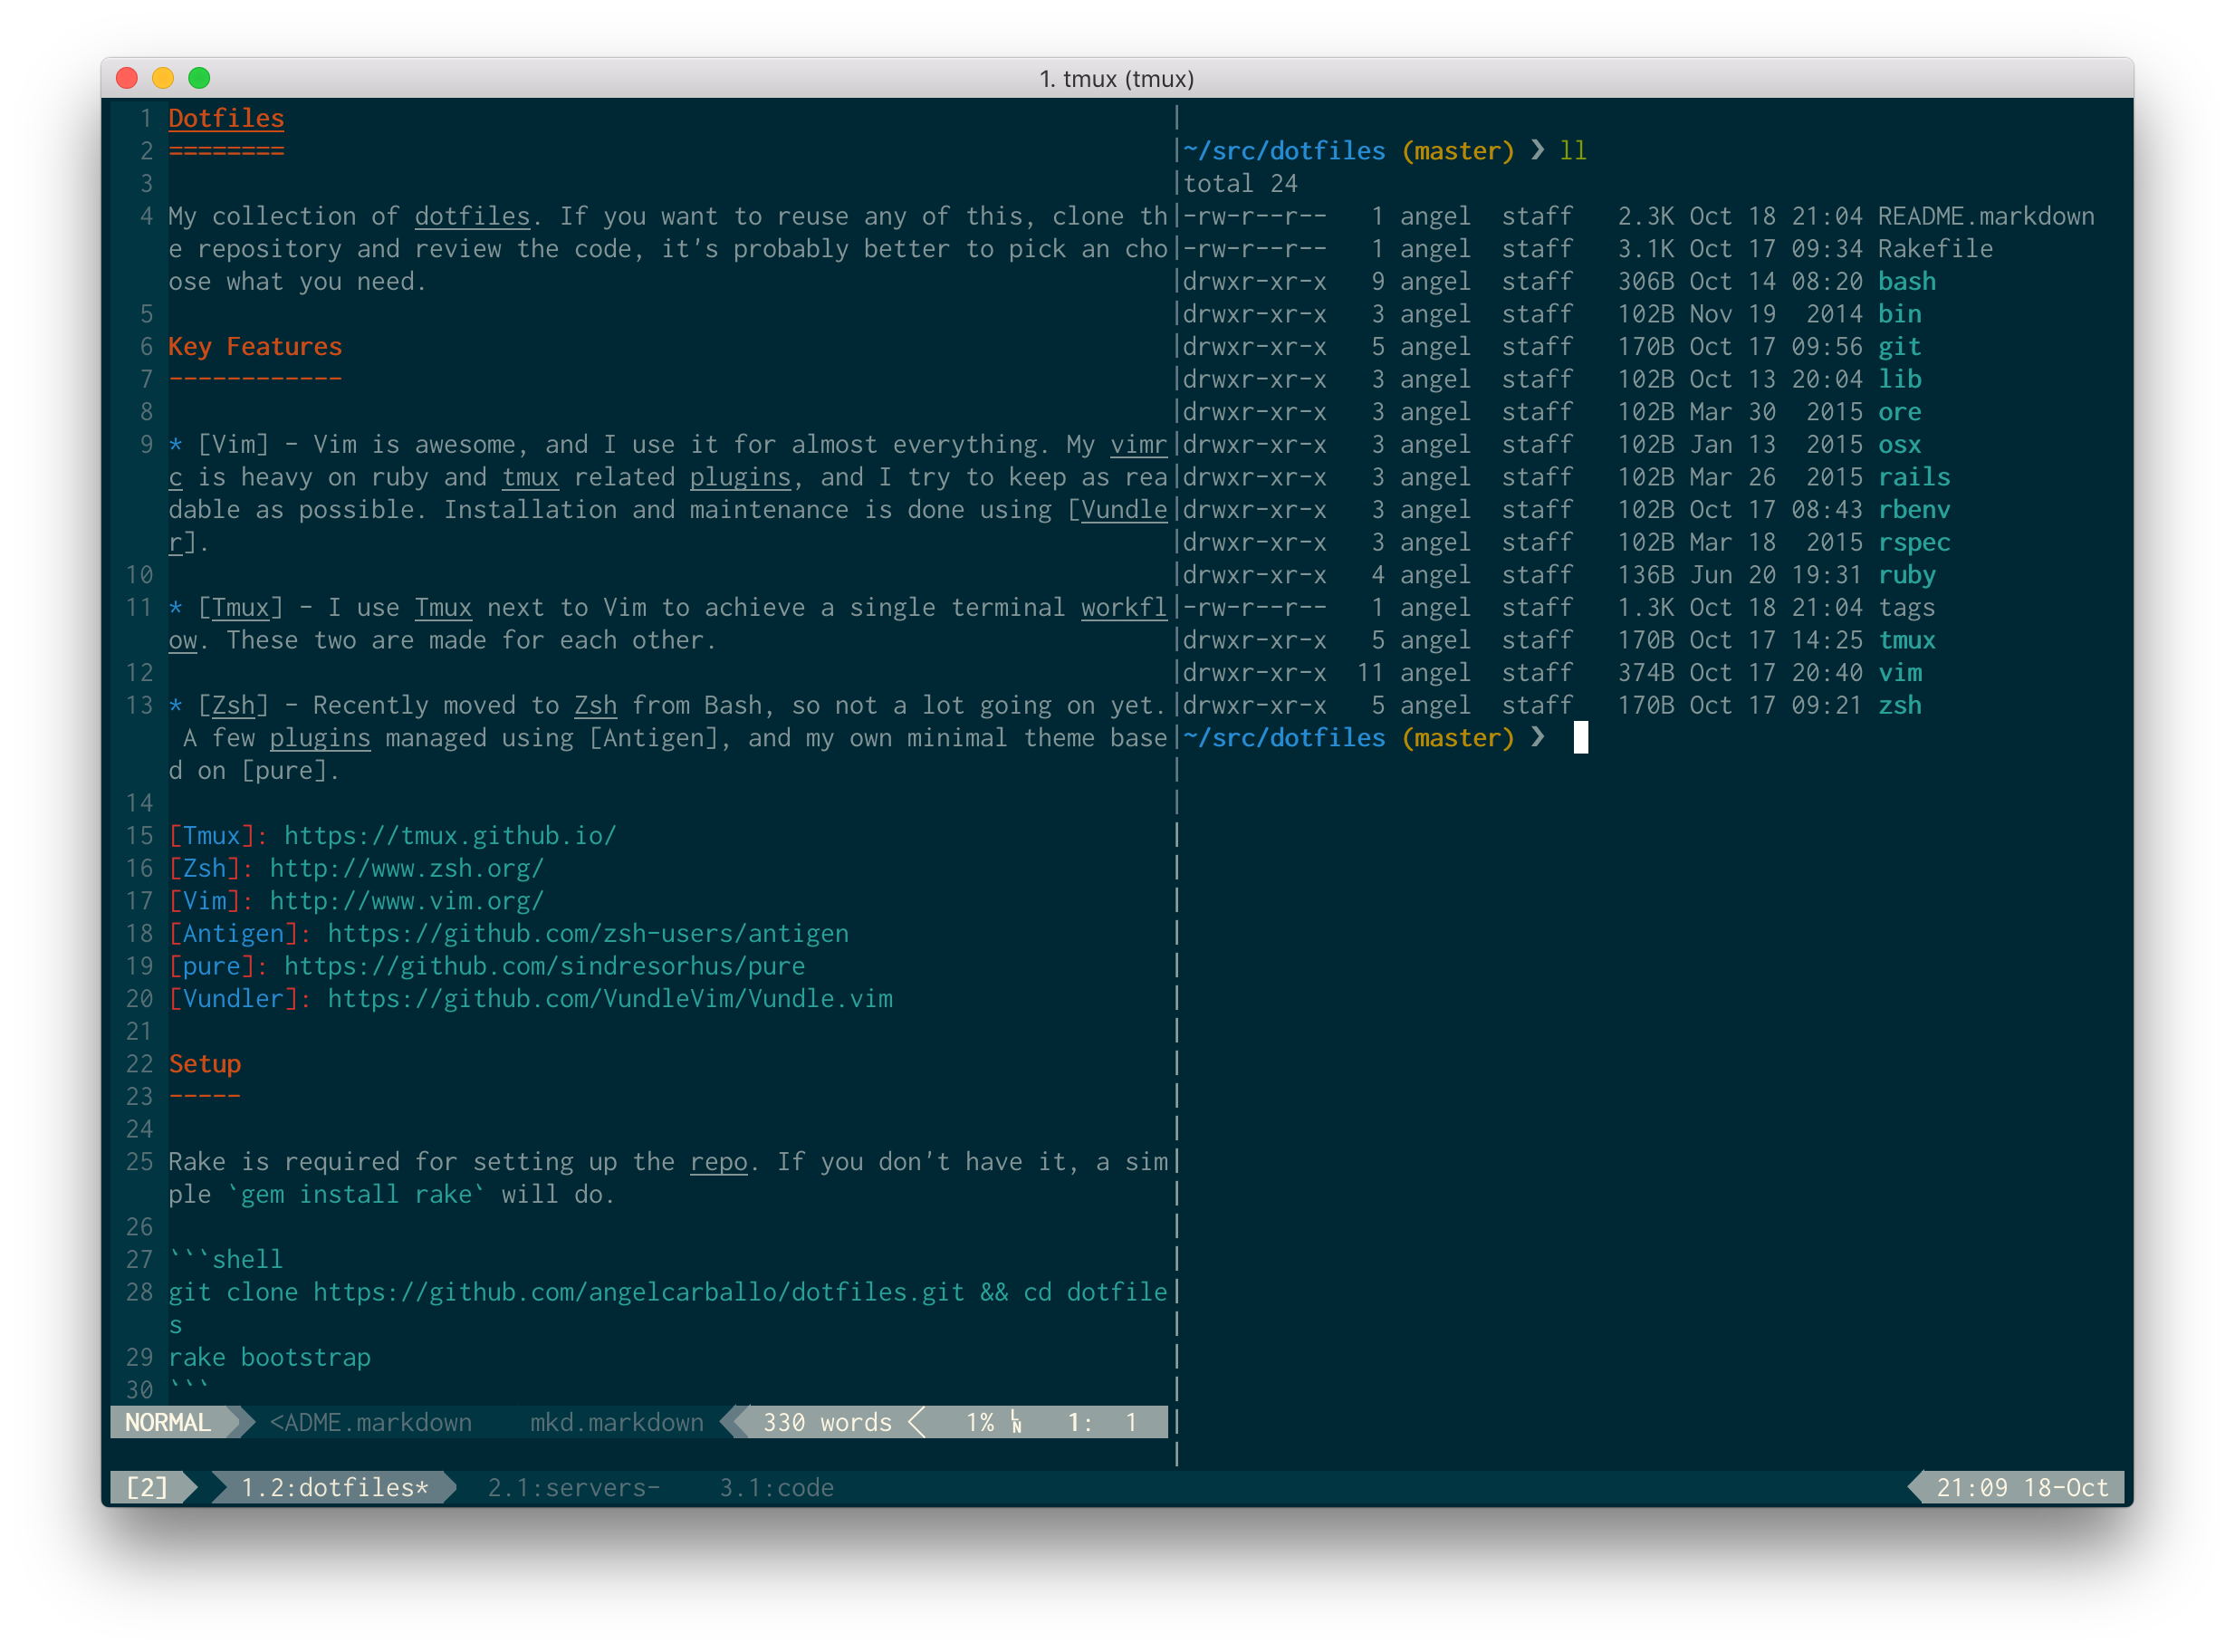 1. tmux (tmux)
1 Dotfiles
2 ========
3
4 My collection of dotfiles. If you want to reuse any of this, clone th
e repository and review the code, it's probably better to pick an cho
ose what you need.
5
6 Key Features
7 ------------
8
9 * [Vim] - Vim is awesome, and I use it for almost everything. My vimr
c is heavy on ruby and tmux related plugins, and I try to keep as rea
dable as possible. Installation and maintenance is done using [Vundle
r].
10
11 * [Tmux] - I use Tmux next to Vim to achieve a single terminal workfl
ow. These two are made for each other.
12
13 * [Zsh] - Recently moved to Zsh from Bash, so not a lot going on yet.
A few plugins managed using [Antigen], and my own minimal theme base
d on [pure].
14
15 [Tmux]: https://tmux.github.io/
16 [Zsh]: http://www.zsh.org/
17 [Vim]: http://www.vim.org/
18 [Antigen]: https://github.com/zsh-users/antigen
19 [pure]: https://github.com/sindresorhus/pure
20 [Vundler]: https://github.com/VundleVim/Vundle.vim
21
22 Setup
23 -----
24
25 Rake is required for setting up the repo. If you don't have it, a sim
ple `gem install rake` will do.
26
27 ```shell
28 git clone https://github.com/angelcarballo/dotfiles.git && cd dotfile
s
29 rake bootstrap
30 ```
NORMAL <ADME.markdown mkd.markdown 330 words 1% LN 1: 1
~/src/dotfiles (master) ❯ ll
total 24
-rw-r--r-- 1 angel staff 2.3K Oct 18 21:04 README.markdown
-rw-r--r-- 1 angel staff 3.1K Oct 17 09:34 Rakefile
drwxr-xr-x 9 angel staff 306B Oct 14 08:20 bash
drwxr-xr-x 3 angel staff 102B Nov 19 2014 bin
drwxr-xr-x 5 angel staff 170B Oct 17 09:56 git
drwxr-xr-x 3 angel staff 102B Oct 13 20:04 lib
drwxr-xr-x 3 angel staff 102B Mar 30 2015 ore
drwxr-xr-x 3 angel staff 102B Jan 13 2015 osx
drwxr-xr-x 3 angel staff 102B Mar 26 2015 rails
drwxr-xr-x 3 angel staff 102B Oct 17 08:43 rbenv
drwxr-xr-x 3 angel staff 102B Mar 18 2015 rspec
drwxr-xr-x 4 angel staff 136B Jun 20 19:31 ruby
-rw-r--r-- 1 angel staff 1.3K Oct 18 21:04 tags
drwxr-xr-x 5 angel staff 170B Oct 17 14:25 tmux
drwxr-xr-x 11 angel staff 374B Oct 17 20:40 vim
drwxr-xr-x 5 angel staff 170B Oct 17 09:21 zsh
~/src/dotfiles (master) ❯
[2] 1.2:dotfiles* 2.1:servers- 3.1:code 21:09 18-Oct